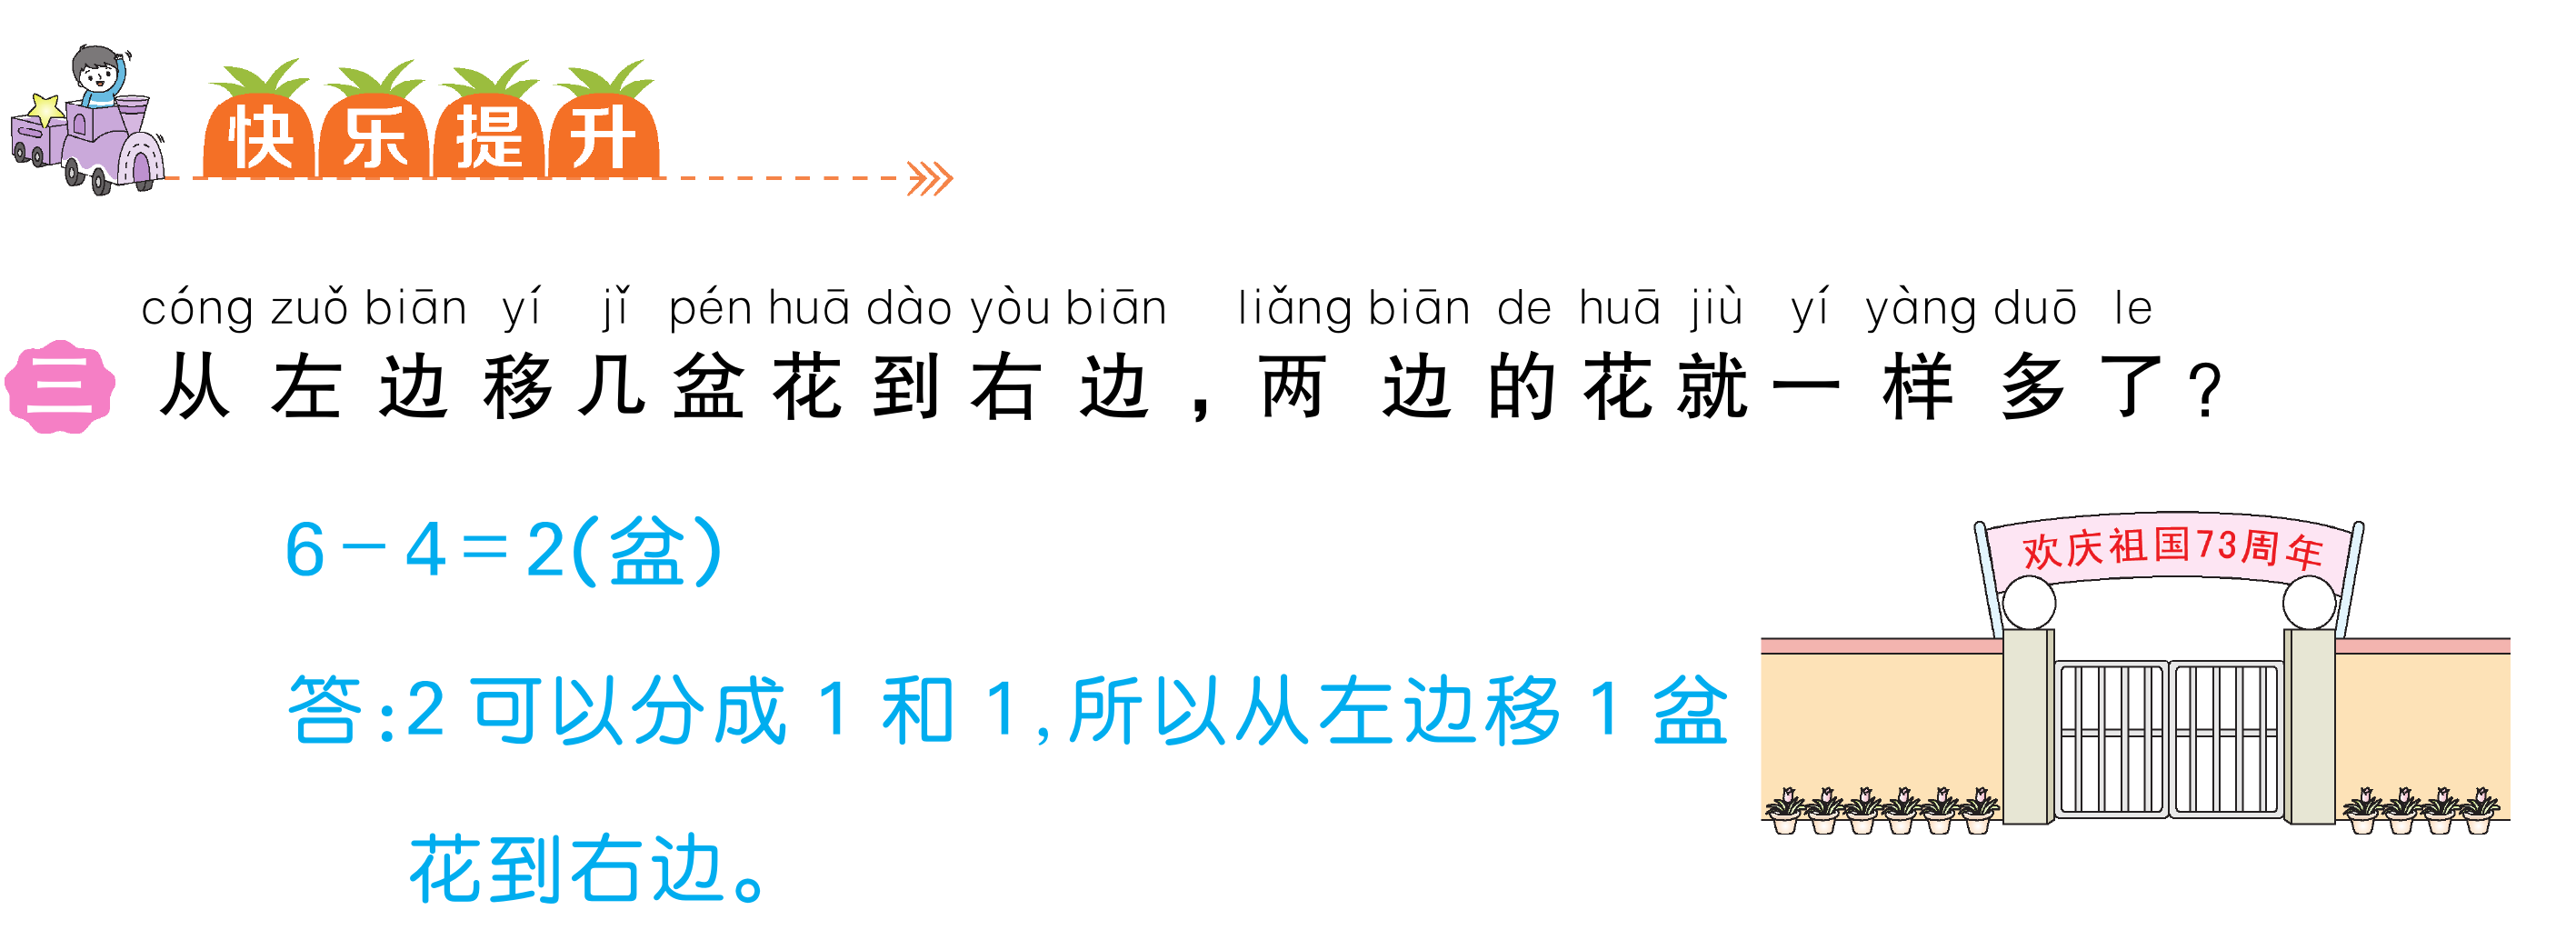 快乐提升
cóng zuǒ biān yí jǐ pén huā dào yòu biān liǎng biān de huā jiù yí yàng duō le
三 从左边移几盆花到右边，两边的花就一样多了?
6－4＝2(盆)
欢庆祖国73周年
答:2可以分成1和1,所以从左边移1盆
花到右边。